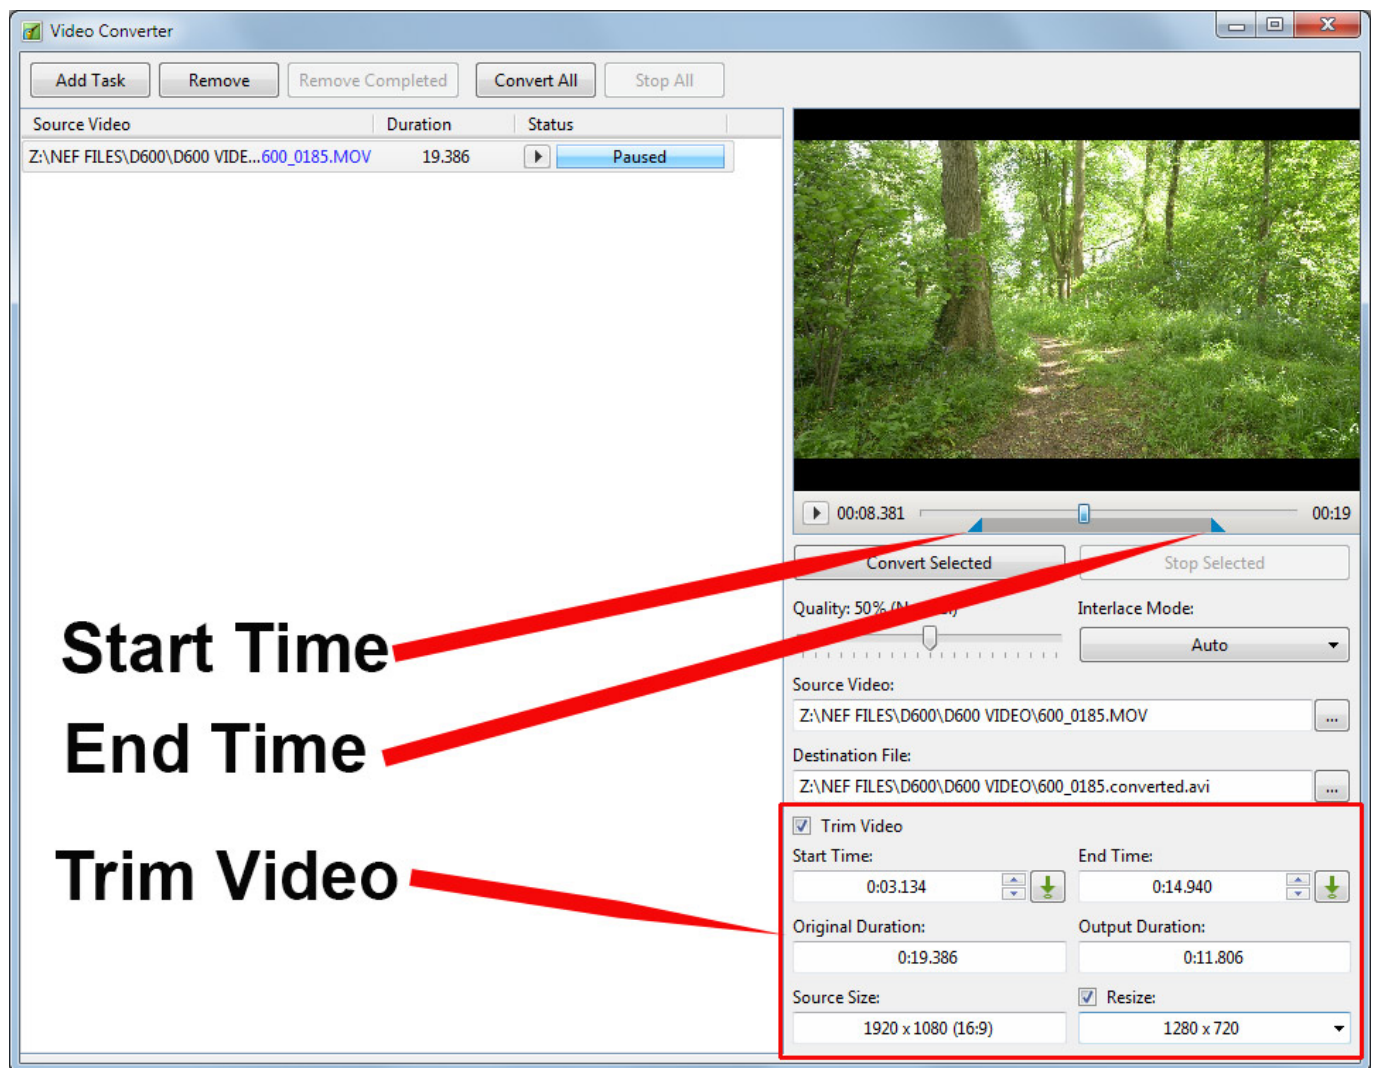 Video Converter
Add Task Remove Remove Completed Convert All Stop All
Source Video Duration Status
Z:\NEF FILES\D600\D600 VIDE...600_0185.MOV 19.386 Paused
00:08.381 00:19
Convert Selected Stop Selected
Quality: 50% Interlace Mode:
Auto
Source Video:
Z:\NEF FILES\D600\D600 VIDEO\600_0185.MOV ...
Destination File:
Z:\NEF FILES\D600\D600 VIDEO\600_0185.converted.avi ...
Trim Video
Start Time: End Time:
0:03.134 0:14.940
Original Duration: Output Duration:
0:19.386 0:11.806
Source Size: Resize:
1920 x 1080 (16:9) 1280 x 720
Start Time
End Time
Trim Video